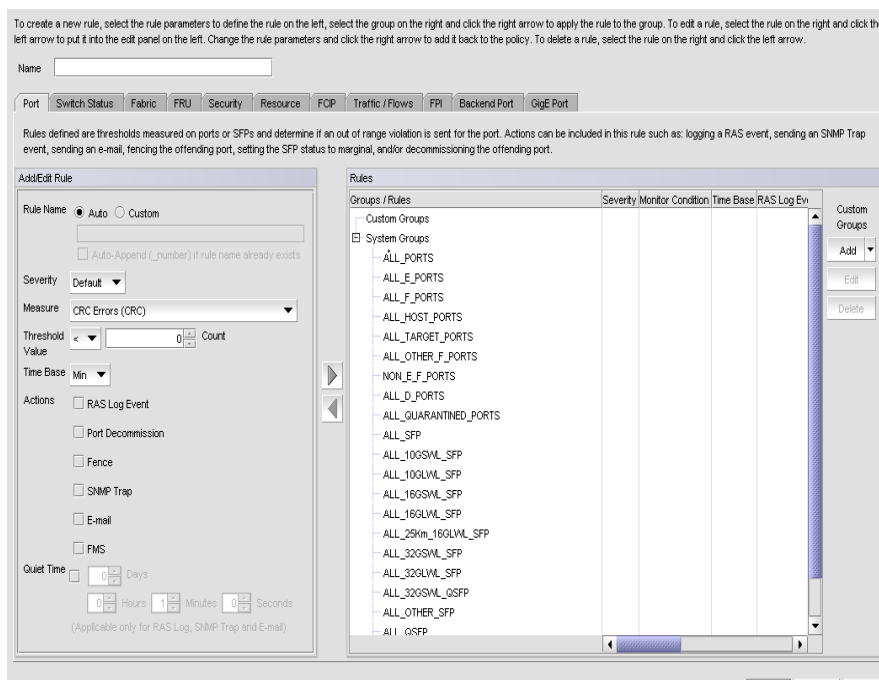 To create a new rule, select the rule parameters to define the rule on the left, select the group on the right and click the right arrow to apply the rule to the group. To edit a rule, select the rule on the right and click the
left arrow to put it into the edit panel on the left. Change the rule parameters and click the right arrow to add it back to the policy. To delete a rule, select the rule on the right and click the left arrow.
Name
Port Switch Status Fabric FRU Security Resource FCIP Traffic / Flows FPI Backend Port GigE Port
Rules defined are thresholds measured on ports or SFPs and determine if an out of range violation is sent for the port. Actions can be included in this rule such as: logging a RAS event, sending an SNMP Trap
event, sending an e-mail, fencing the offending port, setting the SFP status to marginal, and/or decommissioning the offending port.
Add/Edit Rule
Rule Name Auto Custom
Auto-Append (_number) if rule name already exists
Severity Default
Measure CRC Errors (CRC)
Threshold Value < 0 Count
Time Base Min
Actions RAS Log Event
Port Decommission
Fence
SNMP Trap
E-mail
FMS
Quiet Time 0 Days
0 Hours 1 Minutes 0 Seconds
(Applicable only for RAS Log, SNMP Trap and E-mail)
Rules
Groups / Rules Severity Monitor Condition Time Base RAS Log Ev
Custom Groups
System Groups
ALL_PORTS
ALL_E_PORTS
ALL_F_PORTS
ALL_HOST_PORTS
ALL_TARGET_PORTS
ALL_OTHER_F_PORTS
NON_E_F_PORTS
ALL_D_PORTS
ALL_QUARANTINED_PORTS
ALL_SFP
ALL_10GSWL_SFP
ALL_10GLWL_SFP
ALL_16GSWL_SFP
ALL_16GLWL_SFP
ALL_25Km_16GLWL_SFP
ALL_32GSWL_SFP
ALL_32GLWL_SFP
ALL_32GSWL_QSFP
ALL_OTHER_SFP
ALL_QSFP
Custom
Groups
Add
Edit
Delete